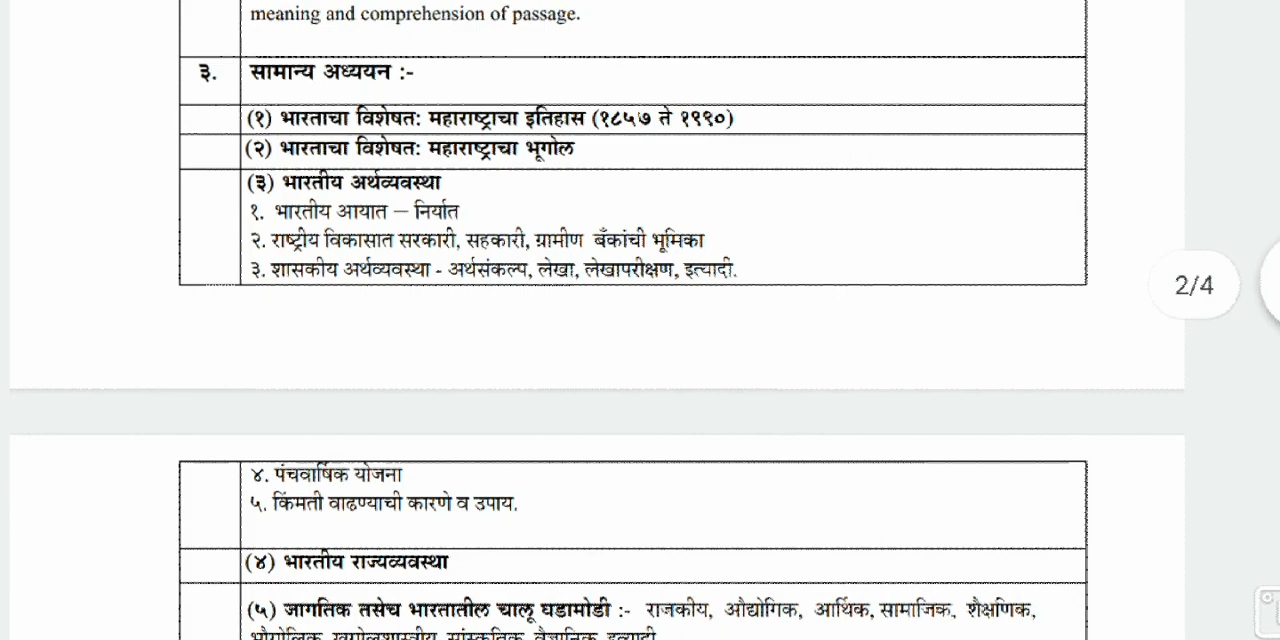 meaning and comprehension of passage.
३. सामान्य अध्ययन :-
(१) भारताचा विशेषत: महाराष्ट्राचा इतिहास (१८५७ ते १९९०)
(२) भारताचा विशेषत: महाराष्ट्राचा भूगोल
(३) भारतीय अर्थव्यवस्था
१. भारतीय आयात – निर्यात
२. राष्ट्रीय विकासात सरकारी, सहकारी, ग्रामीण बँकांची भूमिका
३. शासकीय अर्थव्यवस्था - अर्थसंकल्प, लेखा, लेखापरीक्षण, इत्यादी.
2/4
४. पंचवार्षिक योजना
५. किंमती वाढण्याची कारणे व उपाय.
(४) भारतीय राज्यव्यवस्था
(५) जागतिक तसेच भारतातील चालू घडामोडी :- राजकीय, औद्योगिक, आर्थिक, सामाजिक, शैक्षणिक,
भौगोलिक, खगोलशास्त्रीय, सांस्कृतिक, वैज्ञानिक, इत्यादी